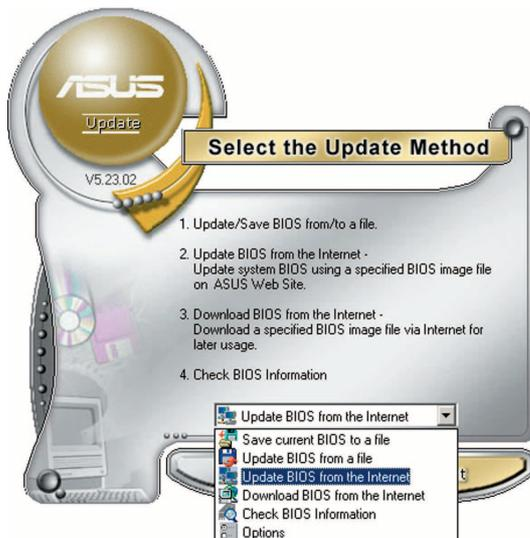 ASUS
Update
V5.23.02
Select the Update Method
1. Update/Save BIOS from/to a file.
2. Update BIOS from the Internet -
Update system BIOS using a specified BIOS image file
on ASUS Web Site.
3. Download BIOS from the Internet -
Download a specified BIOS image file via Internet for
later usage.
4. Check BIOS Information
Update BIOS from the Internet
Save current BIOS to a file
Update BIOS from a file
Update BIOS from the Internet
Download BIOS from the Internet
Check BIOS Information
Options